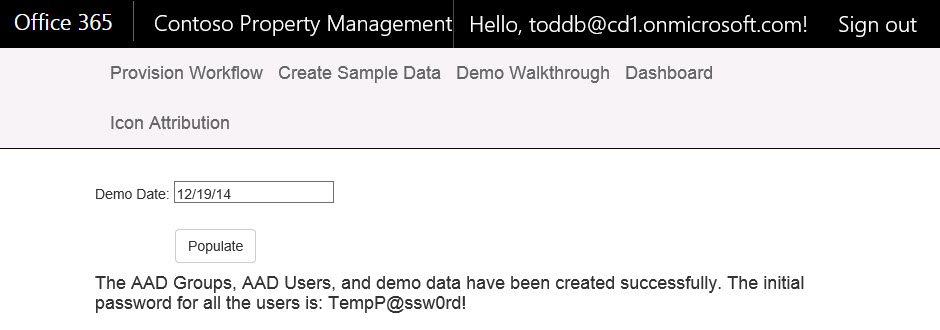 Office 365 Contoso Property Management Hello, toddb@cd1.onmicrosoft.com! Sign out
Provision Workflow Create Sample Data Demo Walkthrough Dashboard
Icon Attribution
Demo Date: 12/19/14
Populate
The AAD Groups, AAD Users, and demo data have been created successfully. The initial
password for all the users is: TempP@ssw0rd!